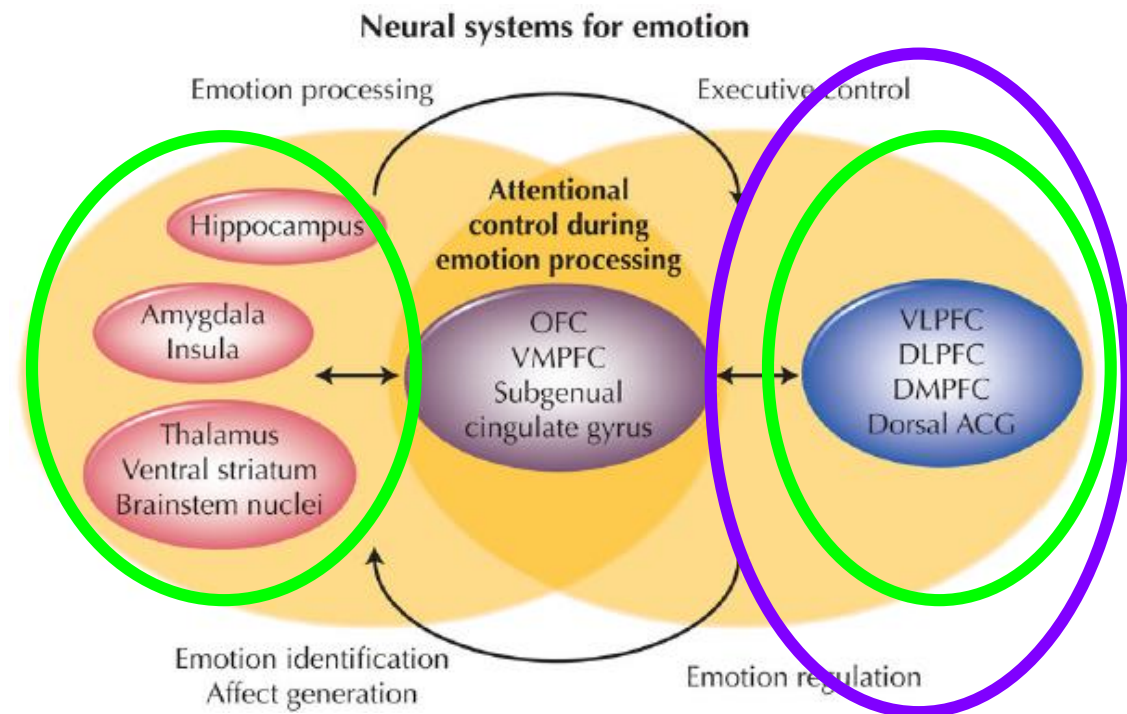 Neural systems for emotion
Emotion processing
Executive control
Hippocampus
Amygdala
Insula
Thalamus
Ventral striatum
Brainstem nuclei
Attentional
control during
emotion processing
OFC
VMPFC
Subgenual
cingulate gyrus
VLPFC
DLPFC
DMPFC
Dorsal ACG
Emotion identification
Affect generation
Emotion regulation